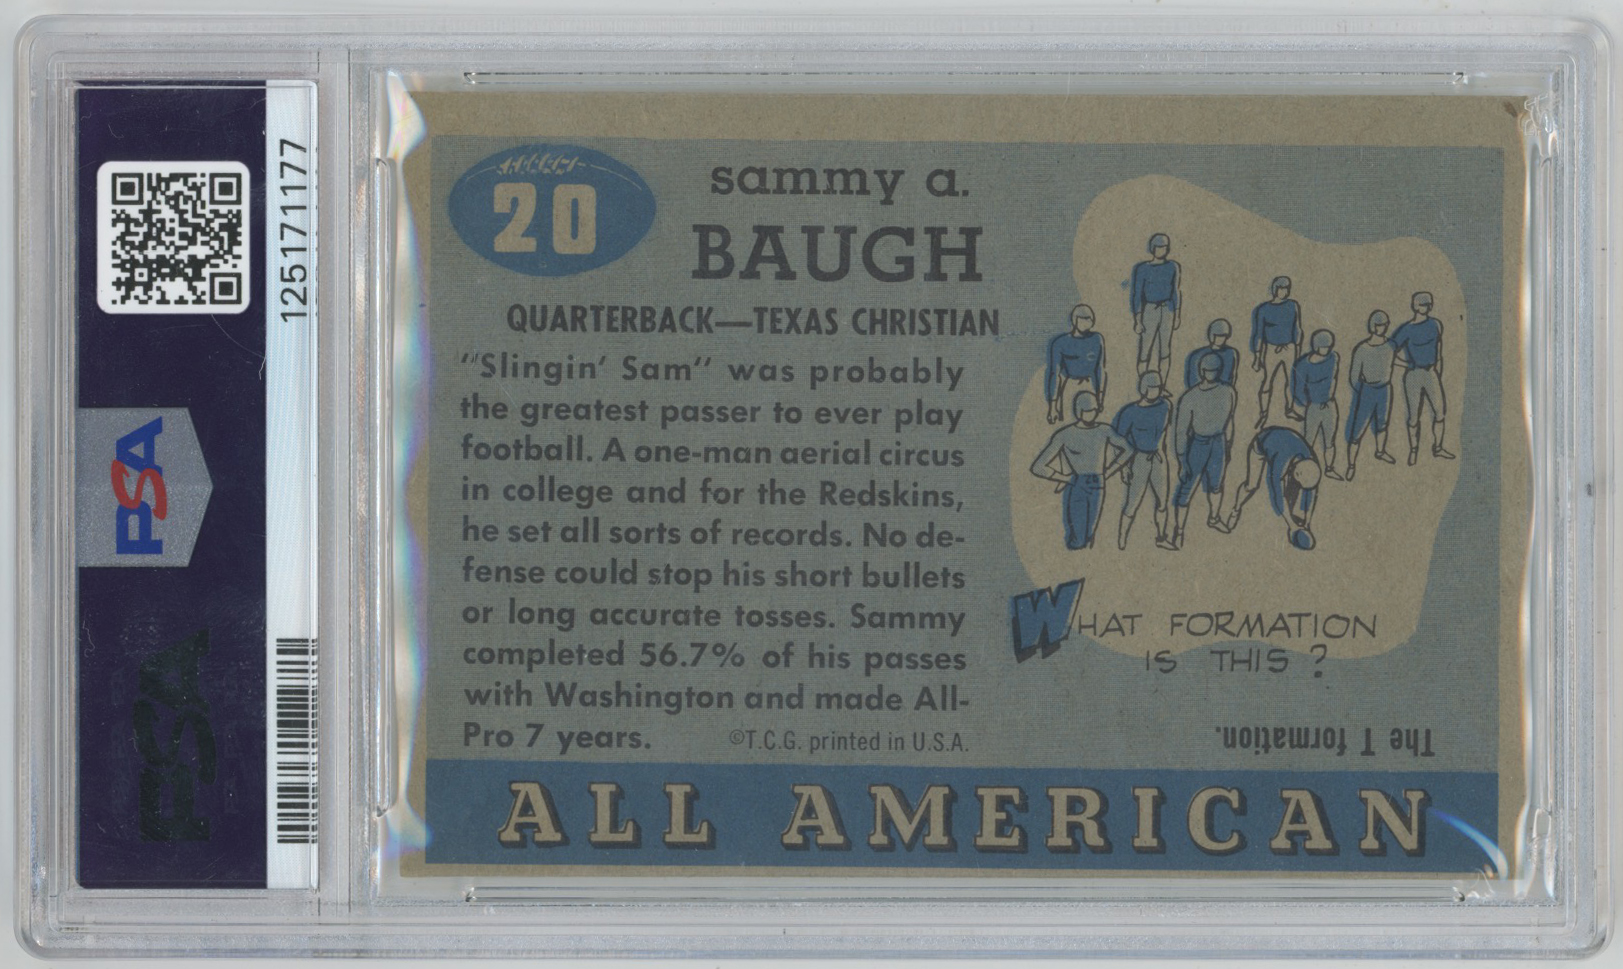 125171177
PSA
PSA
20
sammy a.
BAUGH
QUARTERBACK—TEXAS CHRISTIAN
"Slingin' Sam" was probably
the greatest passer to ever play
football. A one-man aerial circus
in college and for the Redskins,
he set all sorts of records. No de-
fense could stop his short bullets
or long accurate tosses. Sammy
completed 56.7% of his passes
with Washington and made All-
Pro 7 years.
©T.C.G. printed in U.S.A.
WHAT FORMATION
IS THIS?
The T formation.
ALL AMERICAN